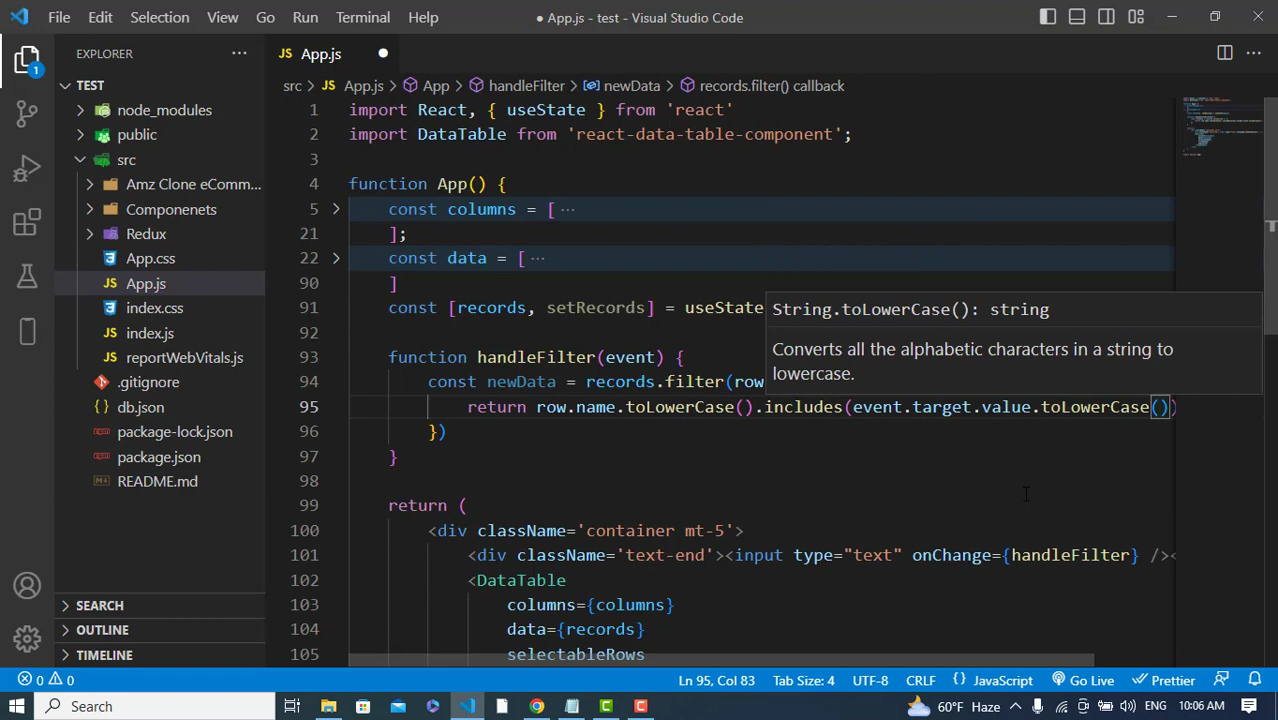 File Edit Selection View Go Run Terminal Help ● App.js - test - Visual Studio Code
EXPLORER ···
JS App.js ●
1
TEST
src > JS App.js > App > handleFilter > newData > records.filter() callback
node_modules
public
src
Amz Clone eComm...
Componenets
Redux
App.css
JS App.js
index.css
JS index.js
JS reportWebVitals.js
.gitignore
db.json
package-lock.json
package.json
README.md
SEARCH
OUTLINE
TIMELINE
1 import React, { useState } from 'react'
2 import DataTable from 'react-data-table-component';
3
4 function App() {
5 const columns = [ ···
21 ];
22 const data = [ ···
90 ]
91 const [records, setRecords] = useState
92
93 function handleFilter(event) {
94 const newData = records.filter(row
95 return row.name.toLowerCase().includes(event.target.value.toLowerCase())
96 })
97 }
98
99 return (
100 <div className='container mt-5'>
101 <div className='text-end'><input type="text" onChange={handleFilter} /><
102 <DataTable
103 columns={columns}
104 data={records}
105 selectableRows
String.toLowerCase(): string
Converts all the alphabetic characters in a string to
lowercase.
0 0 Ln 95, Col 83 Tab Size: 4 UTF-8 CRLF {} JavaScript Go Live Prettier
Search 60°F Haze ENG 10:06 AM